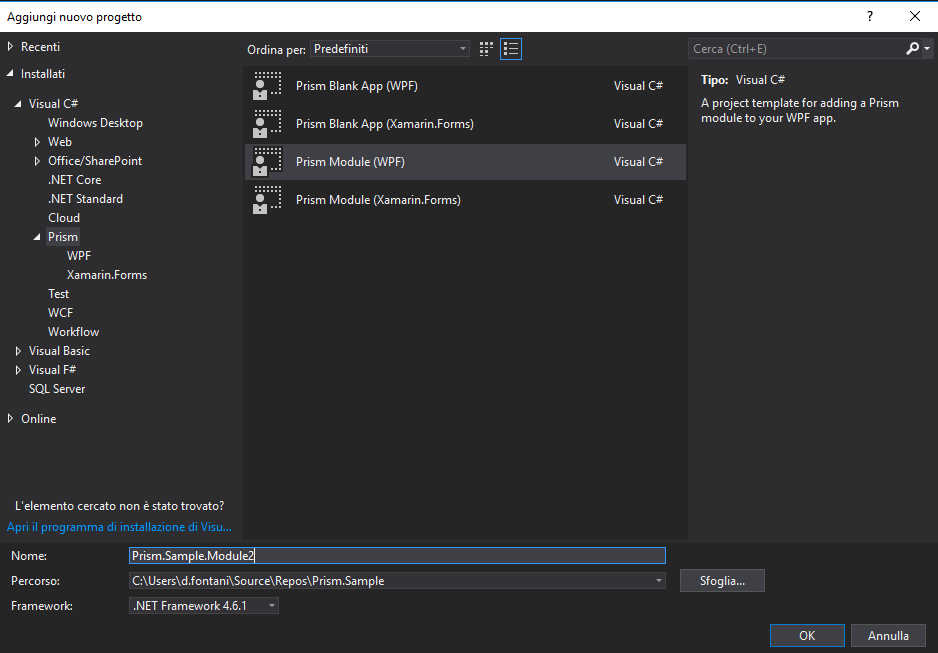 Aggiungi nuovo progetto
?
Recenti
Installati
Visual C#
Windows Desktop
Web
Office/SharePoint
.NET Core
.NET Standard
Cloud
Prism
WPF
Xamarin.Forms
Test
WCF
Workflow
Visual Basic
Visual F#
SQL Server
Online
L'elemento cercato non è stato trovato?
Apri il programma di installazione di Visu...
Ordina per: Predefiniti
Prism Blank App (WPF) Visual C#
Prism Blank App (Xamarin.Forms) Visual C#
Prism Module (WPF) Visual C#
Prism Module (Xamarin.Forms) Visual C#
Cerca (Ctrl+E)
Tipo: Visual C#
A project template for adding a Prism
module to your WPF app.
Nome: Prism.Sample.Module2
Percorso: C:\Users\d.fontani\Source\Repos\Prism.Sample Sfoglia...
Framework: .NET Framework 4.6.1
OK Annulla